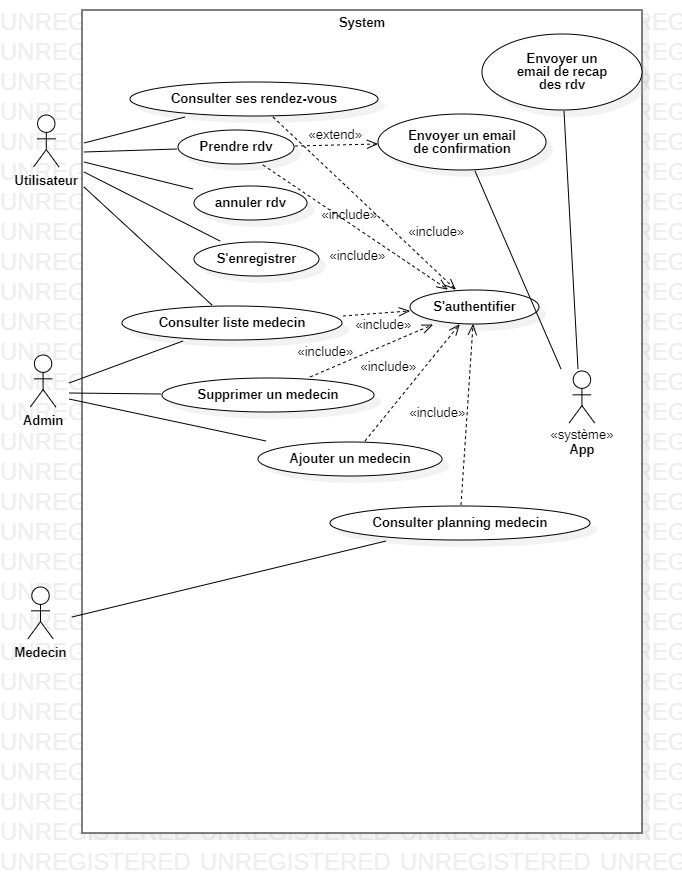 System
Envoyer un
email de recap
des rdv
Consulter ses rendez-vous
«extend»
Envoyer un email
de confirmation
Prendre rdv
Utilisateur
annuler rdv
«include»
«include»
«include»
S'enregistrer
S'authentifier
Consulter liste medecin
«include»
«include»
«include»
Supprimer un medecin
«include»
Admin
«système»
App
Ajouter un medecin
Consulter planning medecin
Medecin
UNREGISTERED UNREGISTERED UNREGISTERED UNREGISTERED